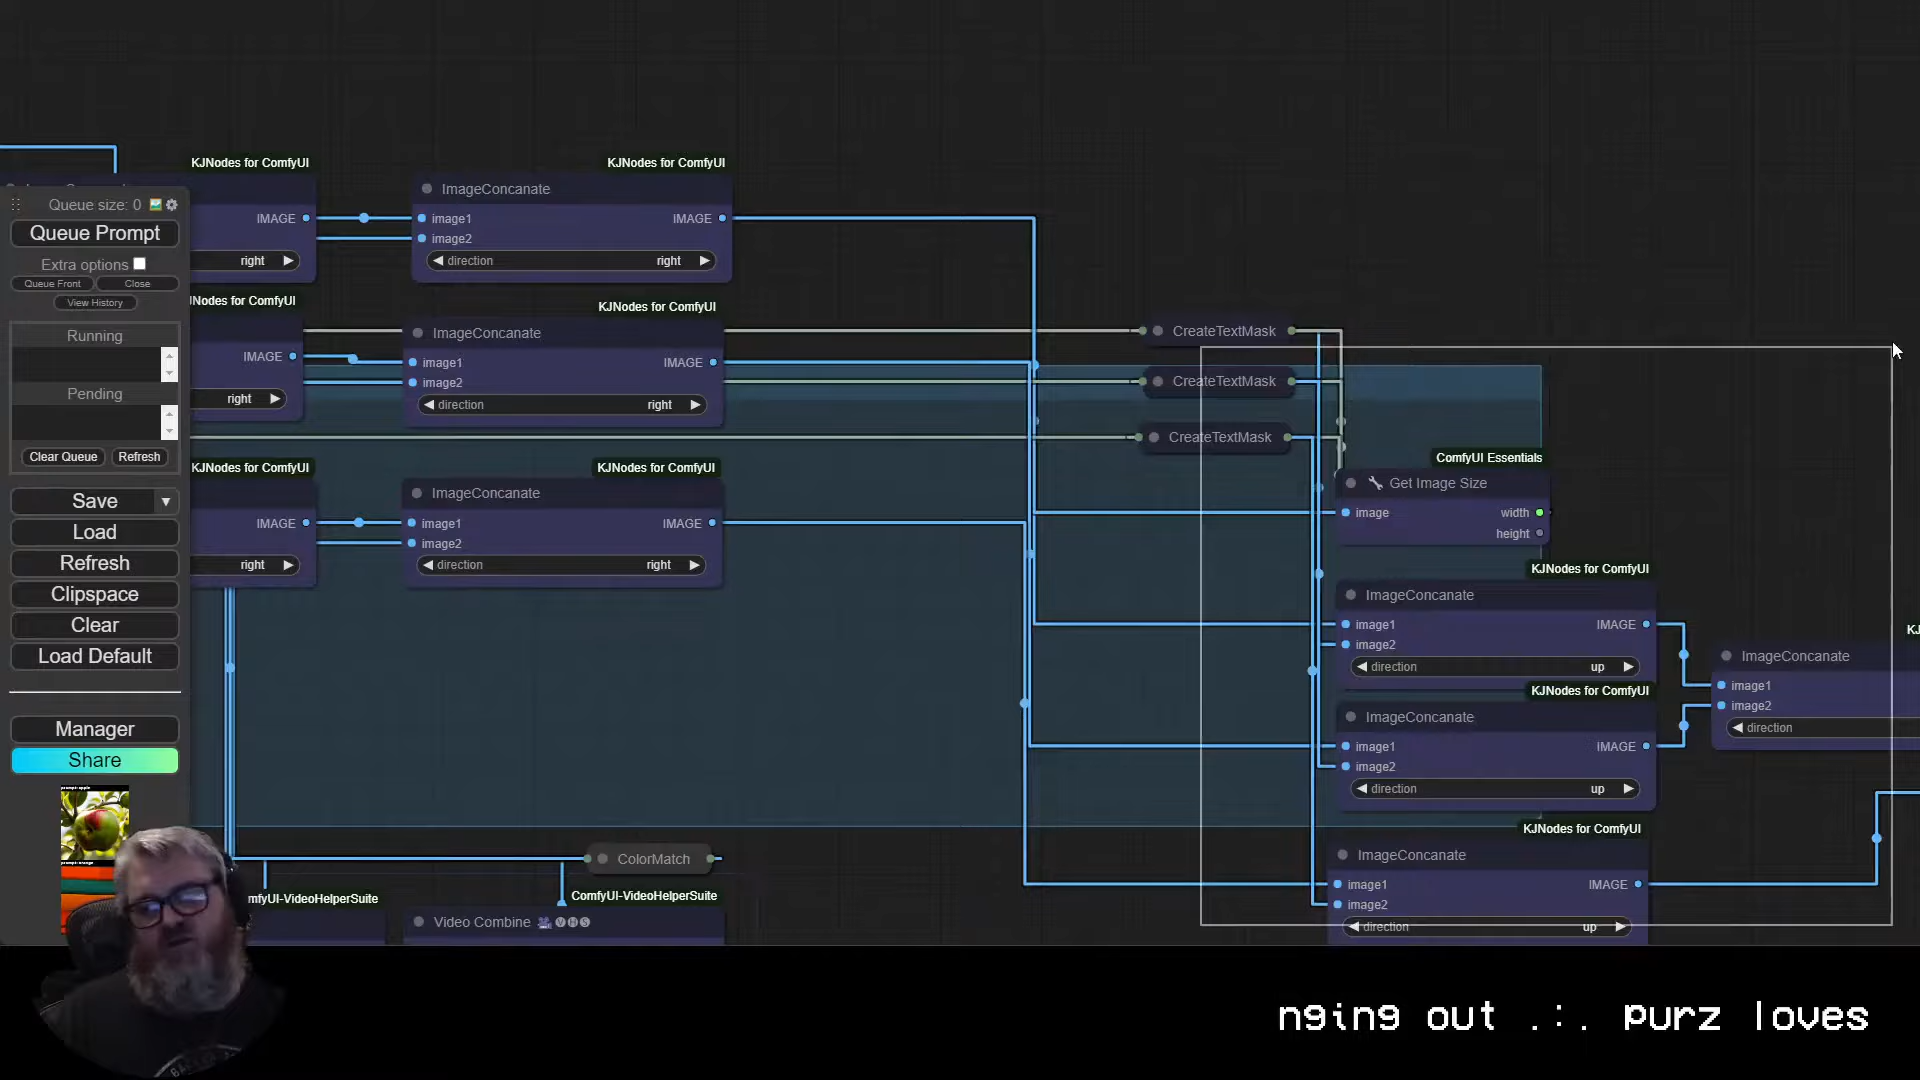 KJNodes for ComfyUI
KJNodes for ComfyUI
Queue size: 0
IMAGE
ImageConcanate
image1
image2
IMAGE
direction
right
right
Queue Prompt
Extra options
Queue Front
Close
View History
JNodes for ComfyUI
KJNodes for ComfyUI
Running
Pending
IMAGE
ImageConcanate
image1
image2
IMAGE
direction
right
right
CreateTextMask
CreateTextMask
CreateTextMask
Clear Queue
Refresh
KJNodes for ComfyUI
KJNodes for ComfyUI
IMAGE
ImageConcanate
image1
image2
IMAGE
direction
right
right
ComfyUI Essentials
Get Image Size
image
width
height
Save
Load
Refresh
Clipspace
Clear
Load Default
Manager
Share
KJNodes for ComfyUI
ImageConcanate
image1
image2
IMAGE
direction
up
KJNodes for ComfyUI
ImageConcanate
image1
image2
IMAGE
direction
up
KJ
ImageConcanate
image1
image2
direction
KJNodes for ComfyUI
ImageConcanate
image1
image2
IMAGE
direction
up
ColorMatch
mfyUI-VideoHelperSuite
ComfyUI-VideoHelperSuite
Video Combine
VHS
nging out .:. purz loves